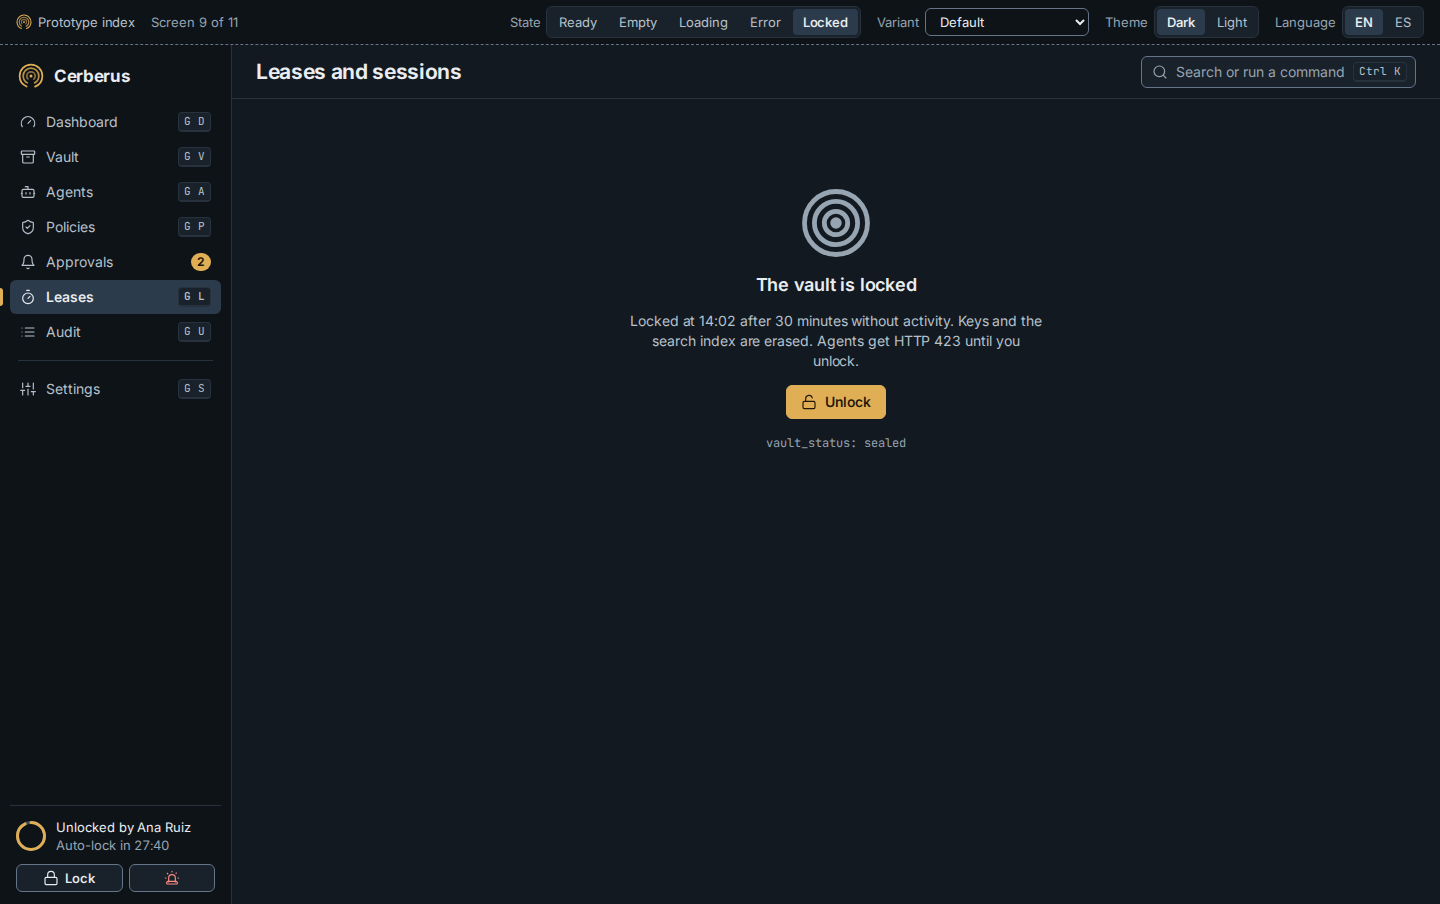 Prototype index Screen 9 of 11 State Ready Empty Loading Error Locked Variant Default Theme Dark Light Language EN ES
Cerberus
Leases and sessions
Search or run a command Ctrl K
Dashboard G D
Vault G V
Agents G A
Policies G P
Approvals 2
Leases G L
Audit G U
Settings G S
The vault is locked
Locked at 14:02 after 30 minutes without activity. Keys and the
search index are erased. Agents get HTTP 423 until you
unlock.
Unlock
vault_status: sealed
Unlocked by Ana Ruiz
Auto-lock in 27:40
Lock